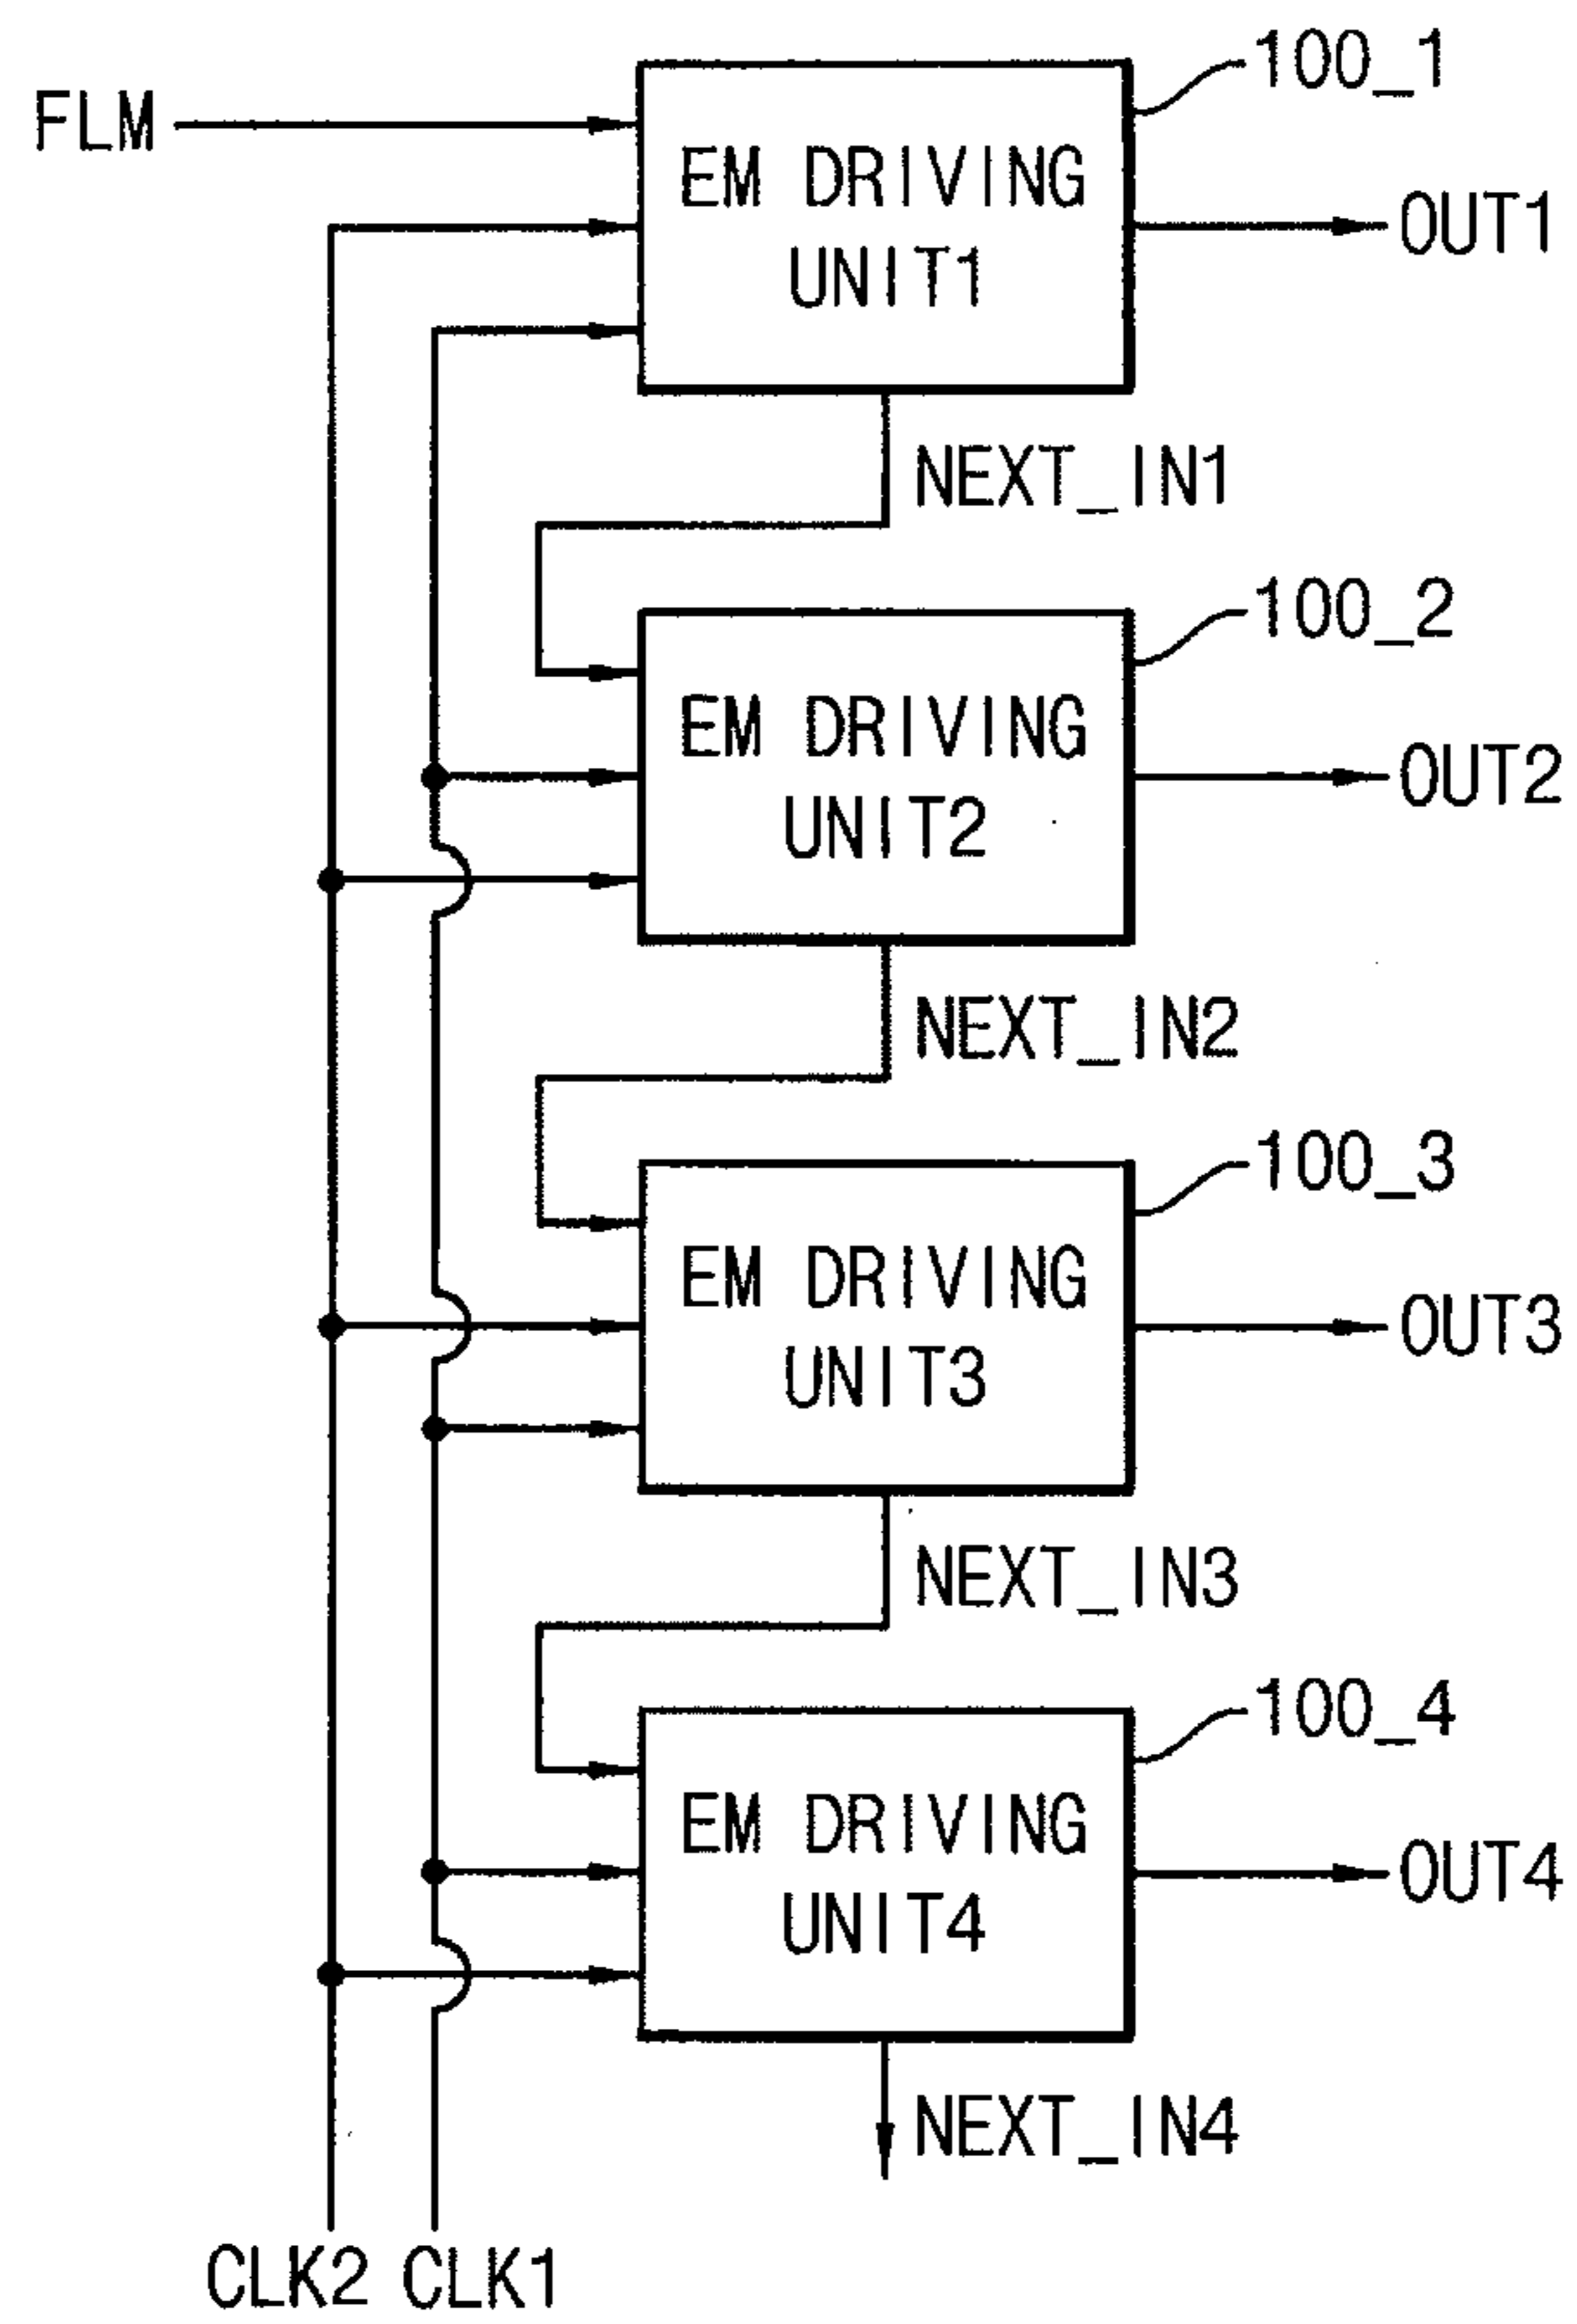 100_1
FLM
EM DRIVING
UNIT1
OUT1
NEXT_IN1
100_2
EM DRIVING
UNIT2
OUT2
NEXT_IN2
100_3
EM DRIVING
UNIT3
OUT3
NEXT_IN3
100_4
EM DRIVING
UNIT4
OUT4
NEXT_IN4
CLK2 CLK1